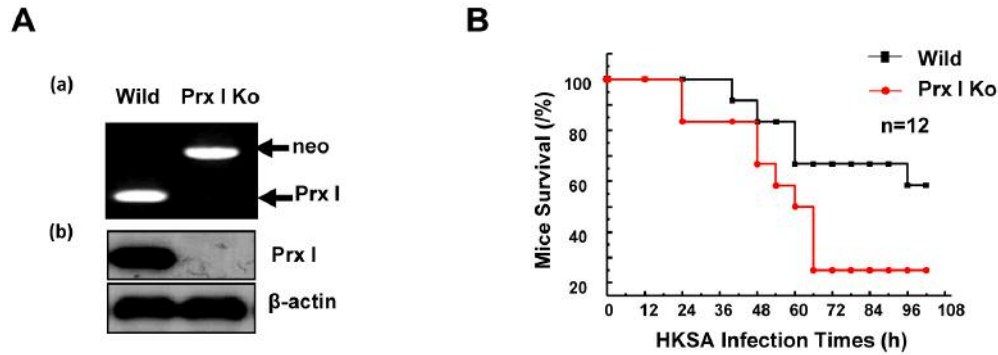 A
(a)
Wild Prx I Ko
neo
Prx I
(b)
Prx I
β-actin
B
Wild
Prx I Ko
n=12
Mice Survival (/%)
100
80
60
40
20
0 12 24 36 48 60 72 84 96 108
HKSA Infection Times (h)